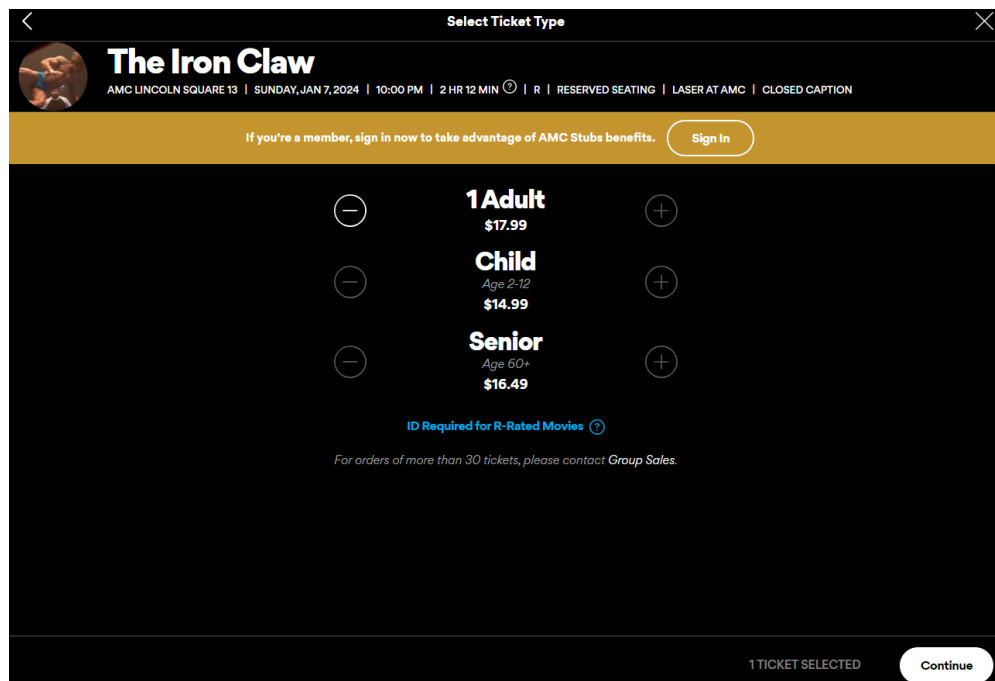 Select Ticket Type
The Iron Claw
AMC LINCOLN SQUARE 13 | SUNDAY, JAN 7, 2024 | 10:00 PM | 2 HR 12 MIN ? | R | RESERVED SEATING | LASER AT AMC | CLOSED CAPTION
If you're a member, sign in now to take advantage of AMC Stubs benefits. Sign In
1 Adult
$17.99
Child
Age 2-12
$14.99
Senior
Age 60+
$16.49
ID Required for R-Rated Movies ?
For orders of more than 30 tickets, please contact Group Sales.
1 TICKET SELECTED Continue